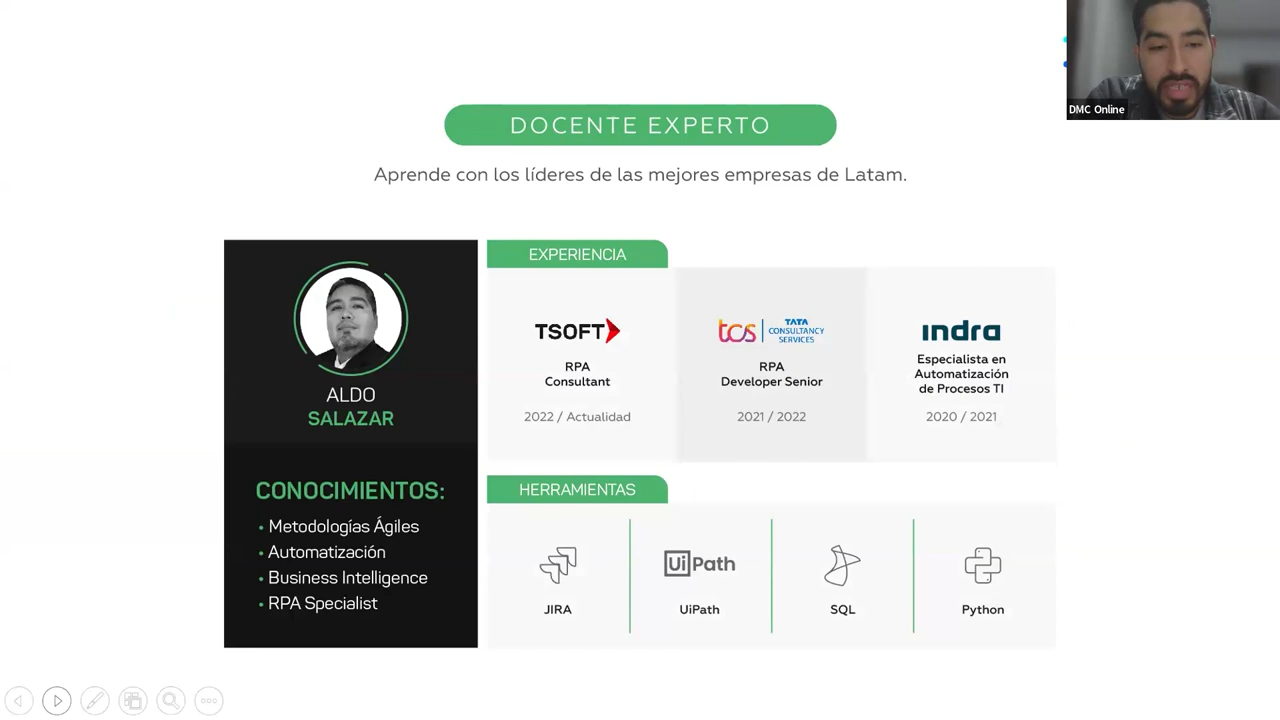 DMC Online
DOCENTE EXPERTO
Aprende con los líderes de las mejores empresas de Latam.
ALDO
SALAZAR
CONOCIMIENTOS:
• Metodologías Ágiles
• Automatización
• Business Intelligence
• RPA Specialist
EXPERIENCIA
TSOFT
RPA
Consultant
2022 / Actualidad
tcs | TATA
CONSULTANCY
SERVICES
RPA
Developer Senior
2021 / 2022
indra
Especialista en
Automatización
de Procesos TI
2020 / 2021
HERRAMIENTAS
JIRA
UiPath
UiPath
SQL
Python